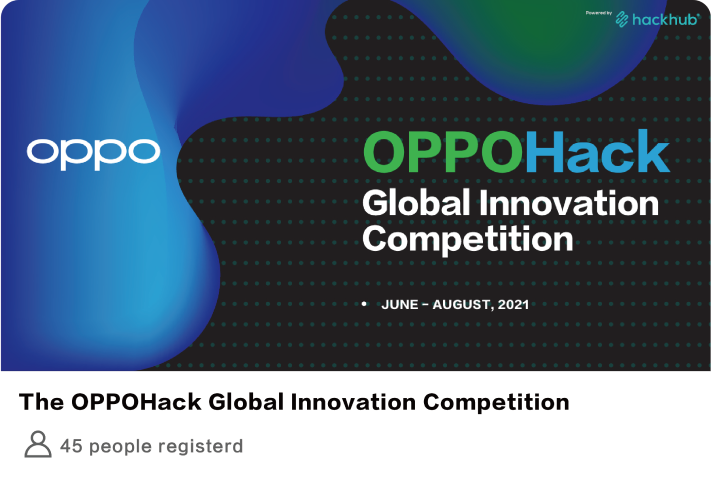 Powered by hackhub
oppo
OPPOHack
Global Innovation
Competition
• JUNE – AUGUST, 2021
The OPPOHack Global Innovation Competition
45 people registerd